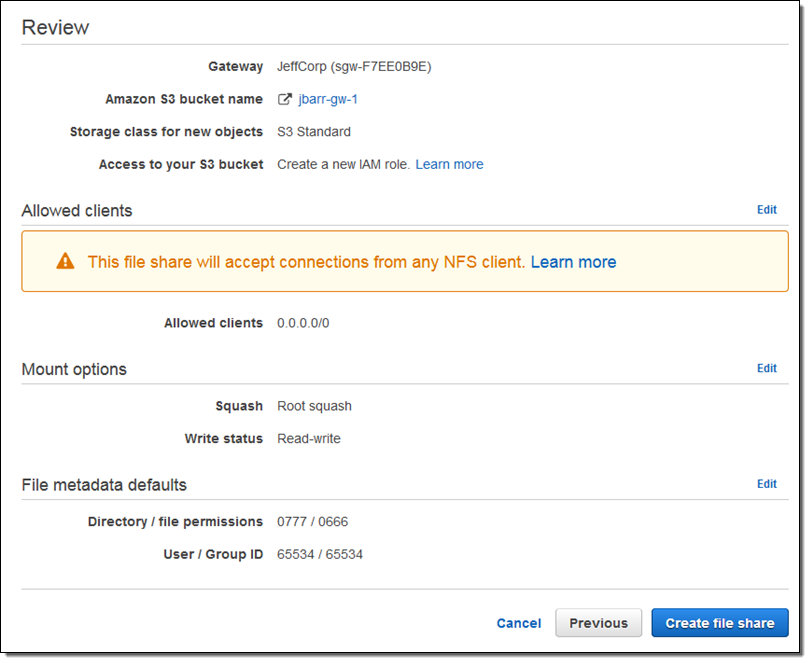 Review
Gateway JeffCorp (sgw-F7EE0B9E)
Amazon S3 bucket name jbarr-gw-1
Storage class for new objects S3 Standard
Access to your S3 bucket Create a new IAM role. Learn more
Allowed clients Edit
This file share will accept connections from any NFS client. Learn more
Allowed clients 0.0.0.0/0
Mount options Edit
Squash Root squash
Write status Read-write
File metadata defaults Edit
Directory / file permissions 0777 / 0666
User / Group ID 65534 / 65534
Cancel Previous Create file share